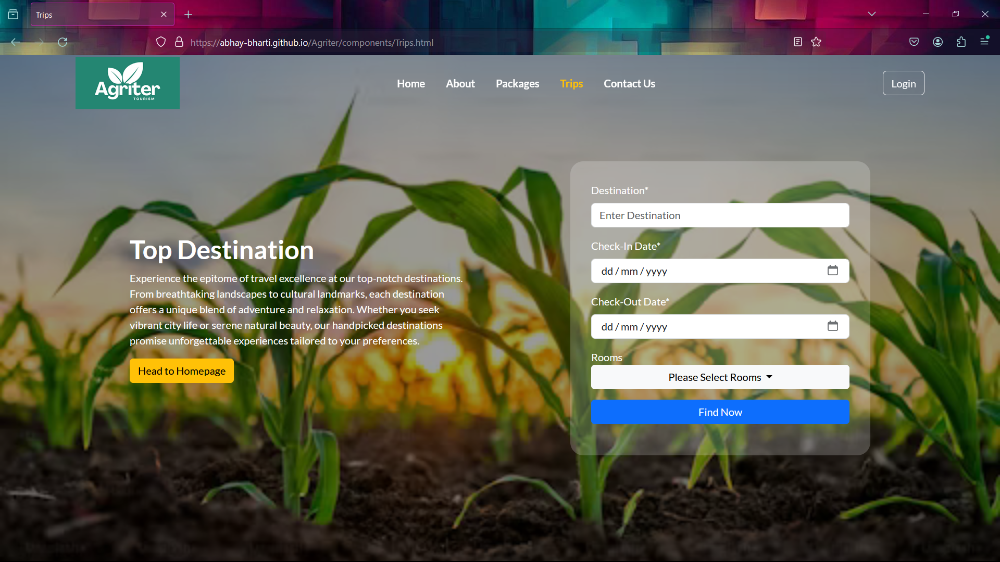 Trips
https://abhay-bharti.github.io/Agriter/components/Trips.html
Agriter
TOURISM
Home
About
Packages
Trips
Contact Us
Login
Top Destination
Experience the epitome of travel excellence at our top-notch destinations.
From breathtaking landscapes to cultural landmarks, each destination
offers a unique blend of adventure and relaxation. Whether you seek
vibrant city life or serene natural beauty, our handpicked destinations
promise unforgettable experiences tailored to your preferences.
Head to Homepage
Destination*
Enter Destination
Check-In Date*
dd / mm / yyyy
Check-Out Date*
dd / mm / yyyy
Rooms
Please Select Rooms
Find Now